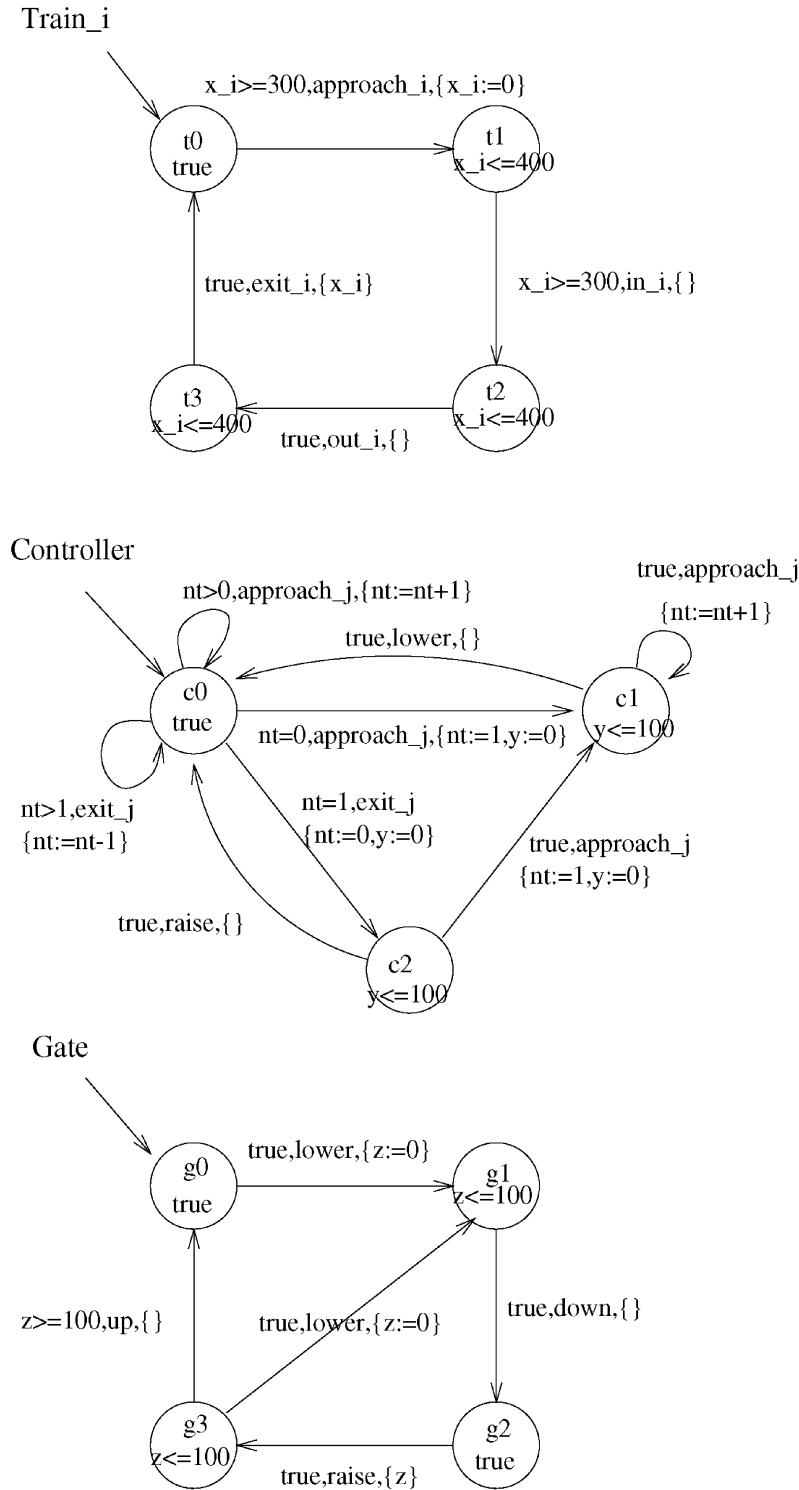 Train_i
x_i>=300,approach_i,{x_i:=0}
t0
true
t1
x_i<=400
true,exit_i,{x_i}
x_i>=300,in_i,{}
t3
x_i<=400
t2
x_i<=400
true,out_i,{}
Controller
nt>0,approach_j,{nt:=nt+1}
true,approach_j
{nt:=nt+1}
true,lower,{}
c0
true
c1
y<=100
nt=0,approach_j,{nt:=1,y:=0}
nt>1,exit_j
{nt:=nt-1}
nt=1,exit_j
{nt:=0,y:=0}
true,approach_j
{nt:=1,y:=0}
true,raise,{}
c2
y<=100
Gate
true,lower,{z:=0}
g0
true
g1
z<=100
z>=100,up,{}
true,lower,{z:=0}
true,down,{}
g3
z<=100
g2
true
true,raise,{z}